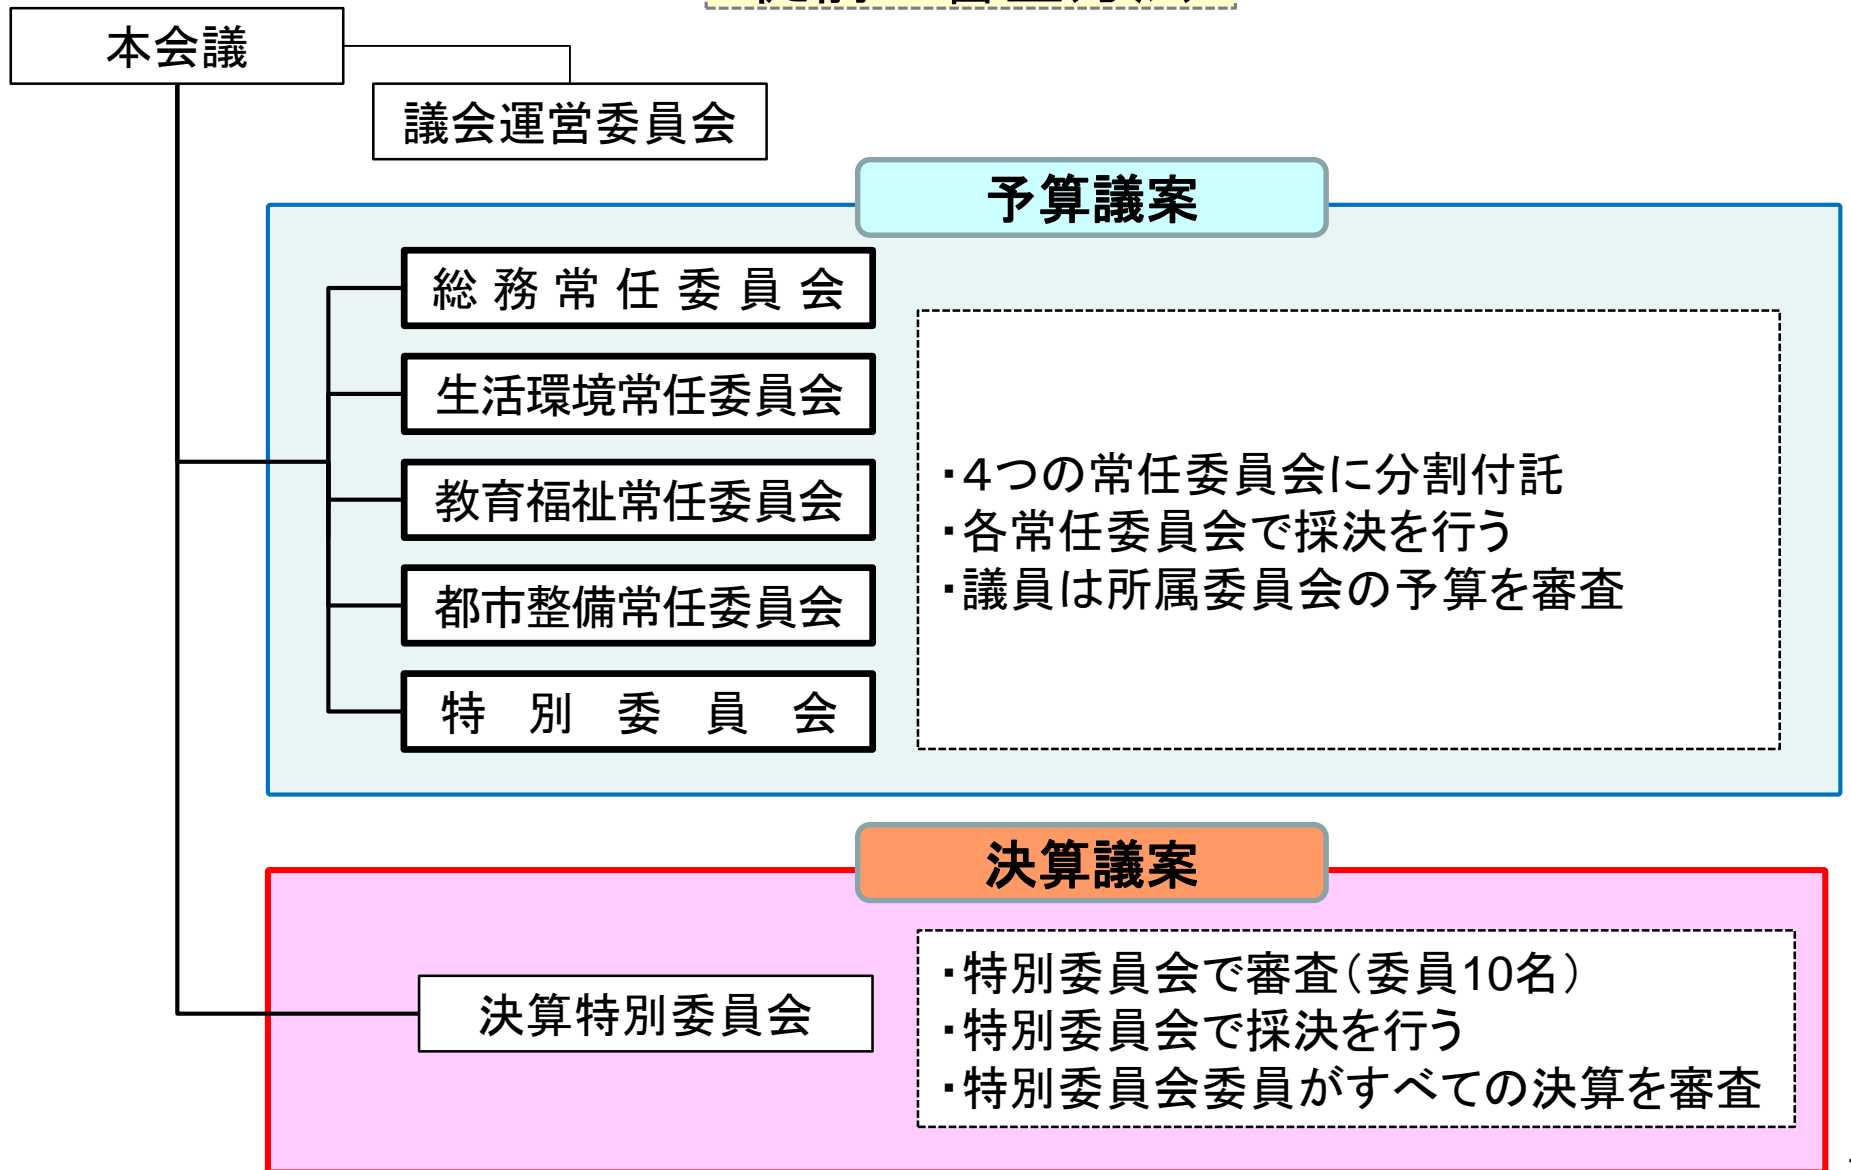 本会議
議会運営委員会
予算議案
総務常任委員会
生活環境常任委員会
教育福祉常任委員会
都市整備常任委員会
特別委員会
・4つの常任委員会に分割付託
・各常任委員会で採決を行う
・議員は所属委員会の予算を審査
決算議案
決算特別委員会
・特別委員会で審査（委員10名）
・特別委員会で採決を行う
・特別委員会委員がすべての決算を審査